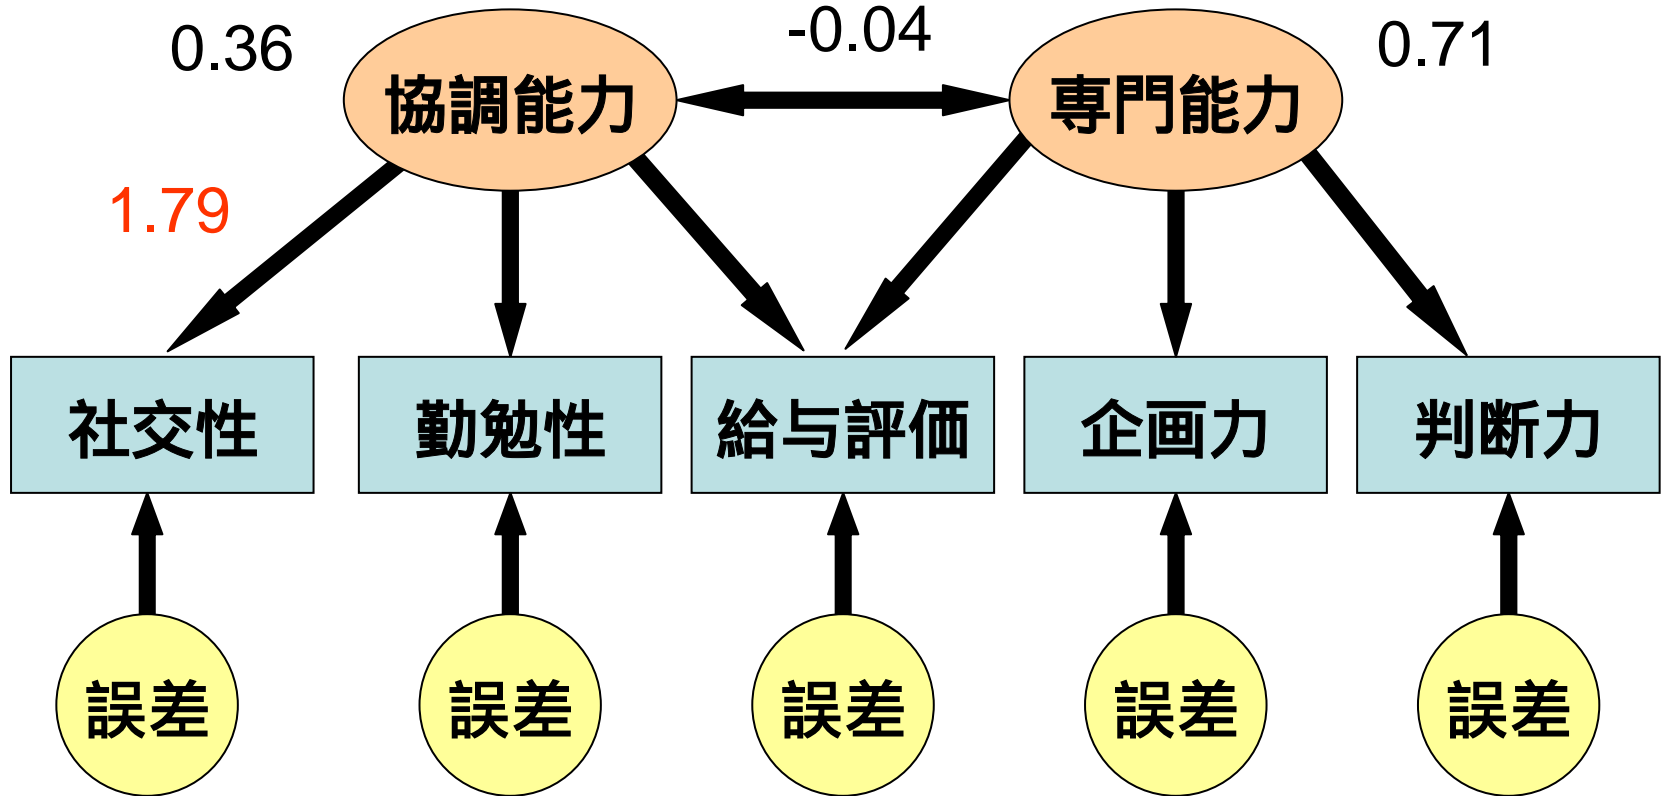 0.36
-0.04
0.71
協調能力
専門能力
1.79
社交性
勤勉性
給与評価
企画力
判断力
誤差
誤差
誤差
誤差
誤差